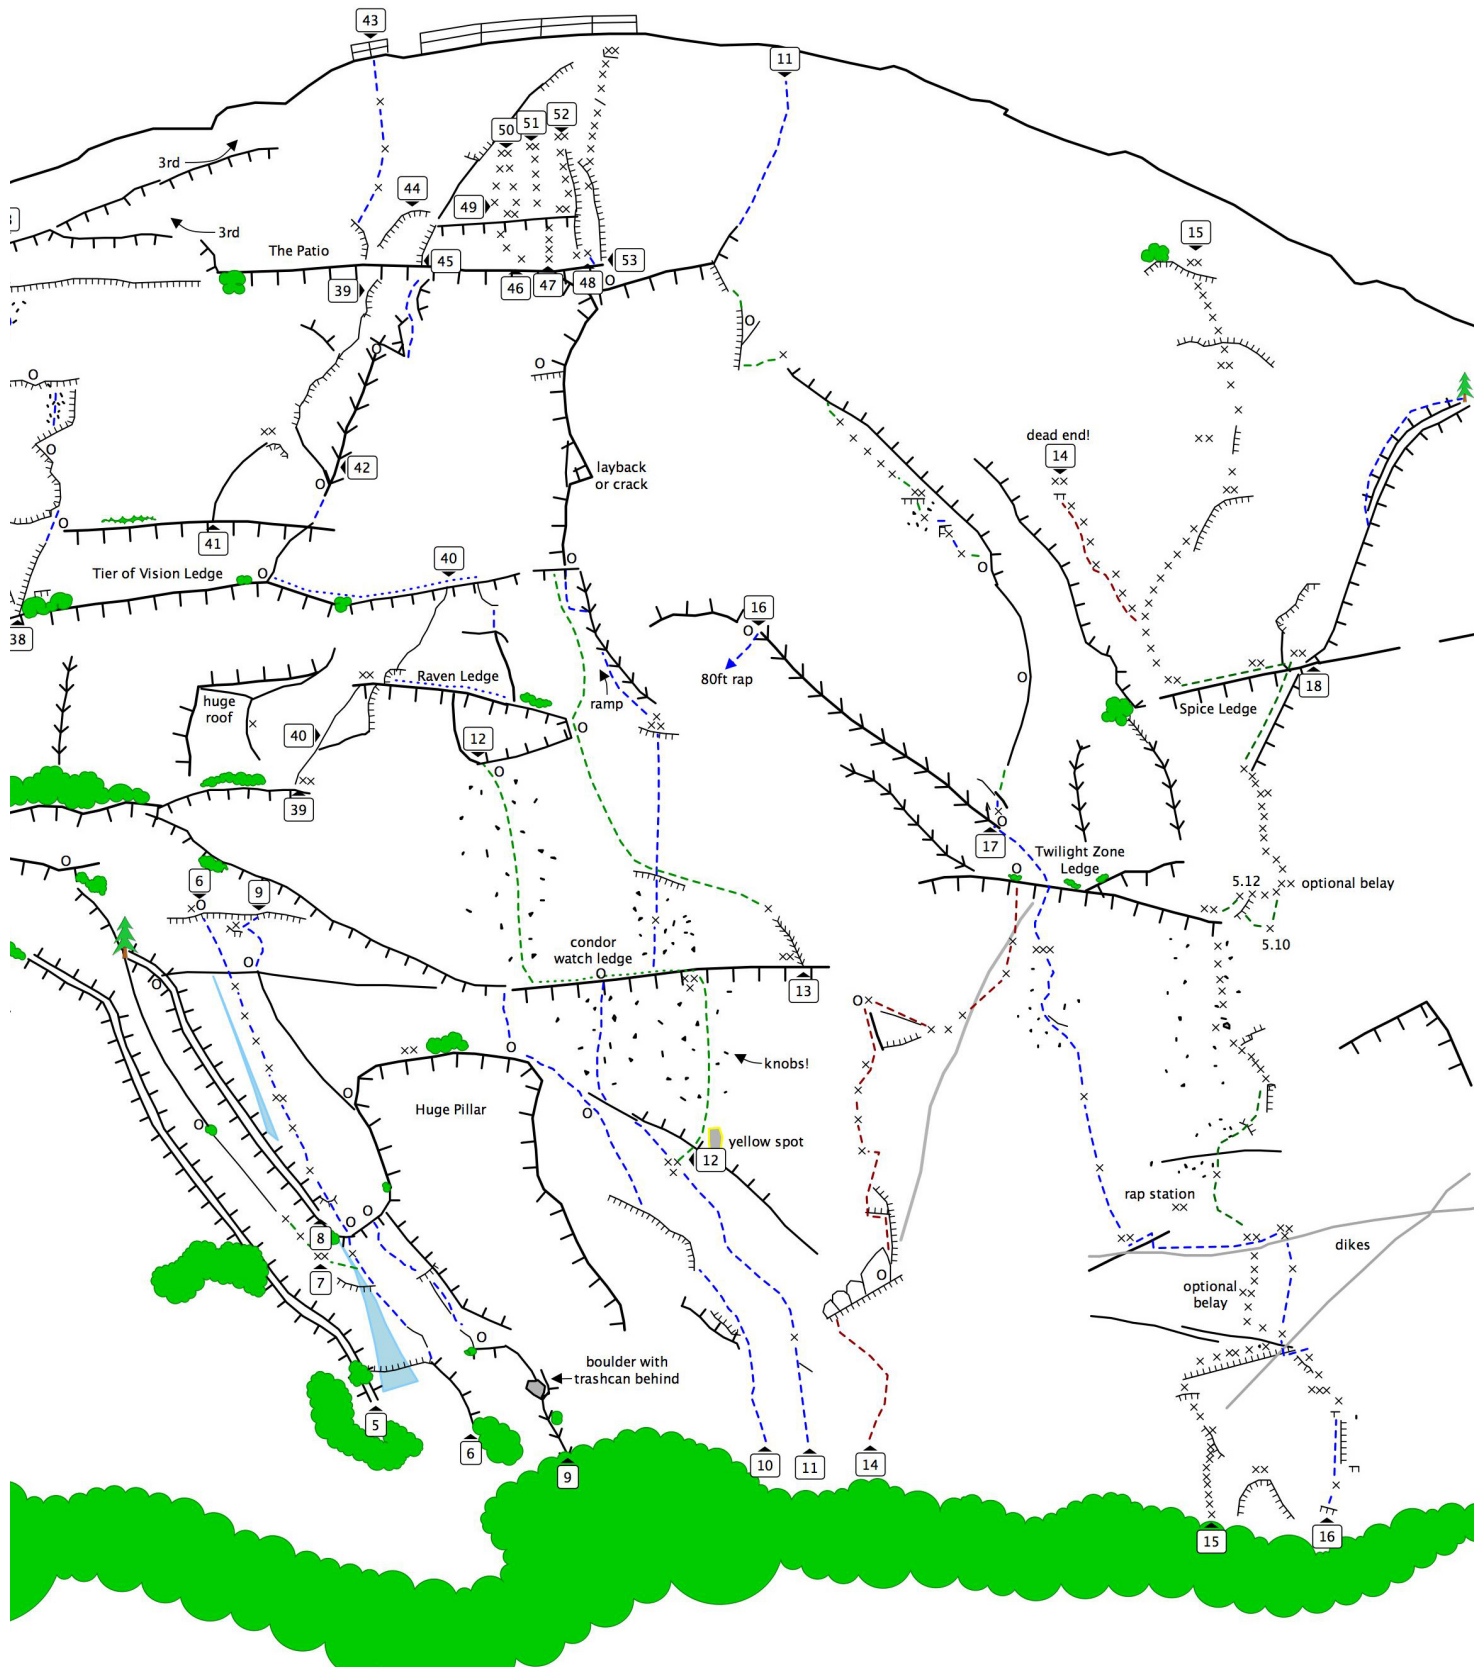 43
11
52
51
50
3rd
44
49
15
3rd
The Patio
45
53
39
46
47
48
O
O
O
O
O
dead end!
14
42
layback
or crack
O
O
O
41
40
O
Tier of Vision Ledge
O
O
16
38
O
Raven Ledge
80ft rap
O
18
huge
roof
ramp
Spice Ledge
40
12
O
O
39
O
17
Twilight Zone
Ledge
O
O
5.12
optional belay
6
9
O
5.10
condor
watch ledge
O
O
O
13
O
O
knobs!
O
Huge Pillar
O
O
yellow spot
12
rap station
O
O
8
dikes
7
O
optional
belay
O
boulder with
trashcan behind
5
6
10
11
14
F
9
16
15